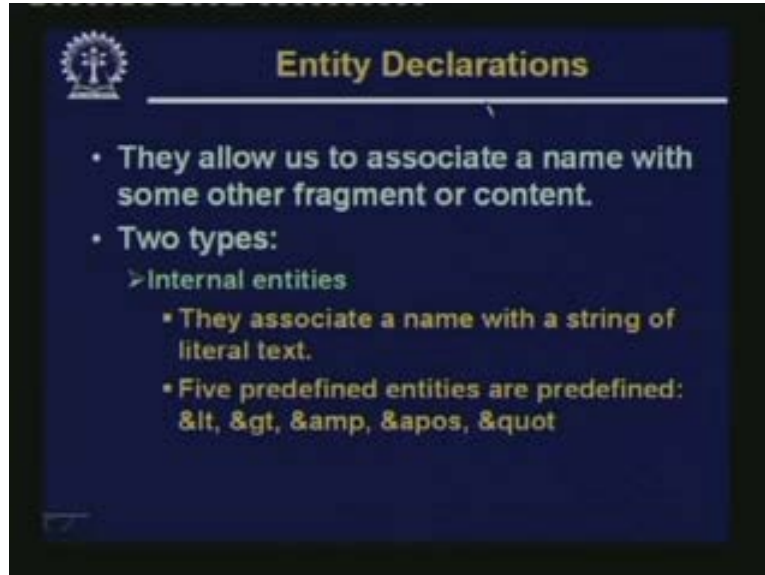 Entity Declarations
• They allow us to associate a name with
some other fragment or content.
• Two types:
➢Internal entities
▪ They associate a name with a string of
literal text.
▪ Five predefined entities are predefined:
&lt, &gt, &amp, &apos, &quot